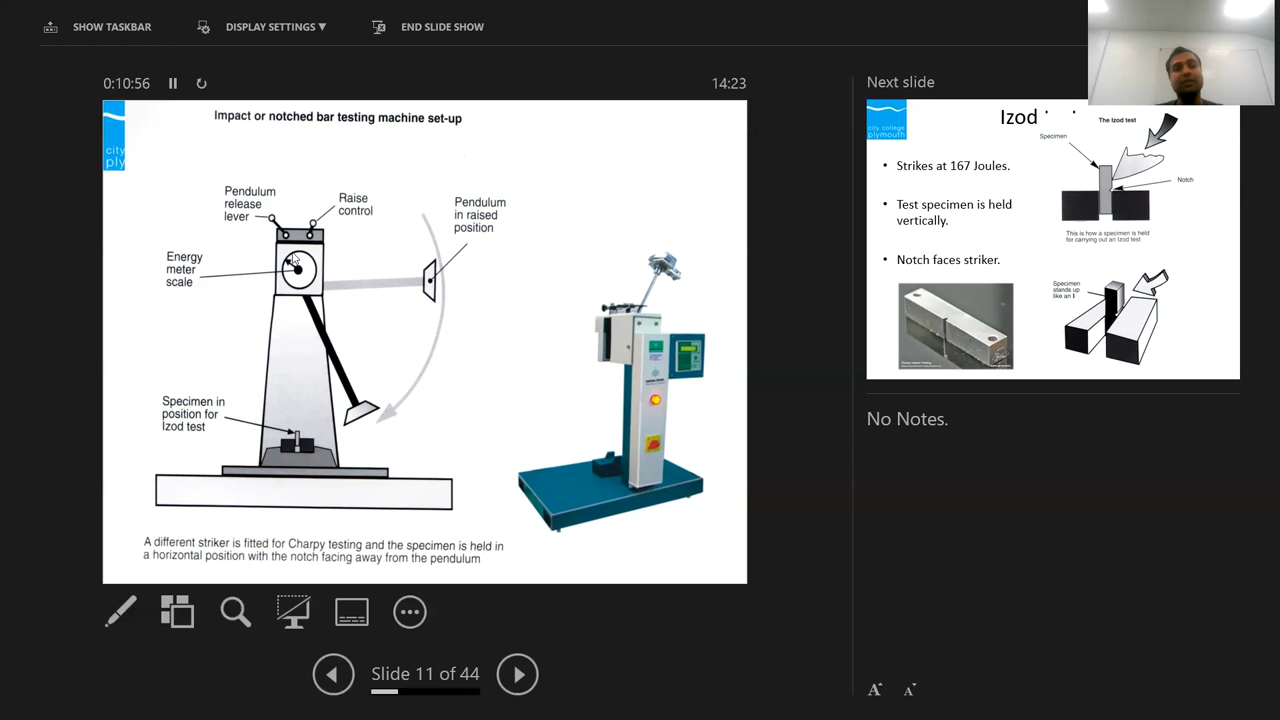 SHOW TASKBAR
DISPLAY SETTINGS ▼
END SLIDE SHOW
0:10:56
14:23
Impact or notched bar testing machine set-up
city
ply
Pendulum
release
lever
Raise
control
Pendulum
in raised
position
Energy
meter
scale
Specimen in
position for
Izod test
A different striker is fitted for Charpy testing and the specimen is held in
a horizontal position with the notch facing away from the pendulum
Slide 11 of 44
Next slide
city college
plymouth
Izod
The Izod test
Specimen
Notch
• Strikes at 167 Joules.
• Test specimen is held
vertically.
• Notch faces striker.
This is how a specimen is held
for carrying out an Izod test
Specimen
stands up
like an I
No Notes.
A
A